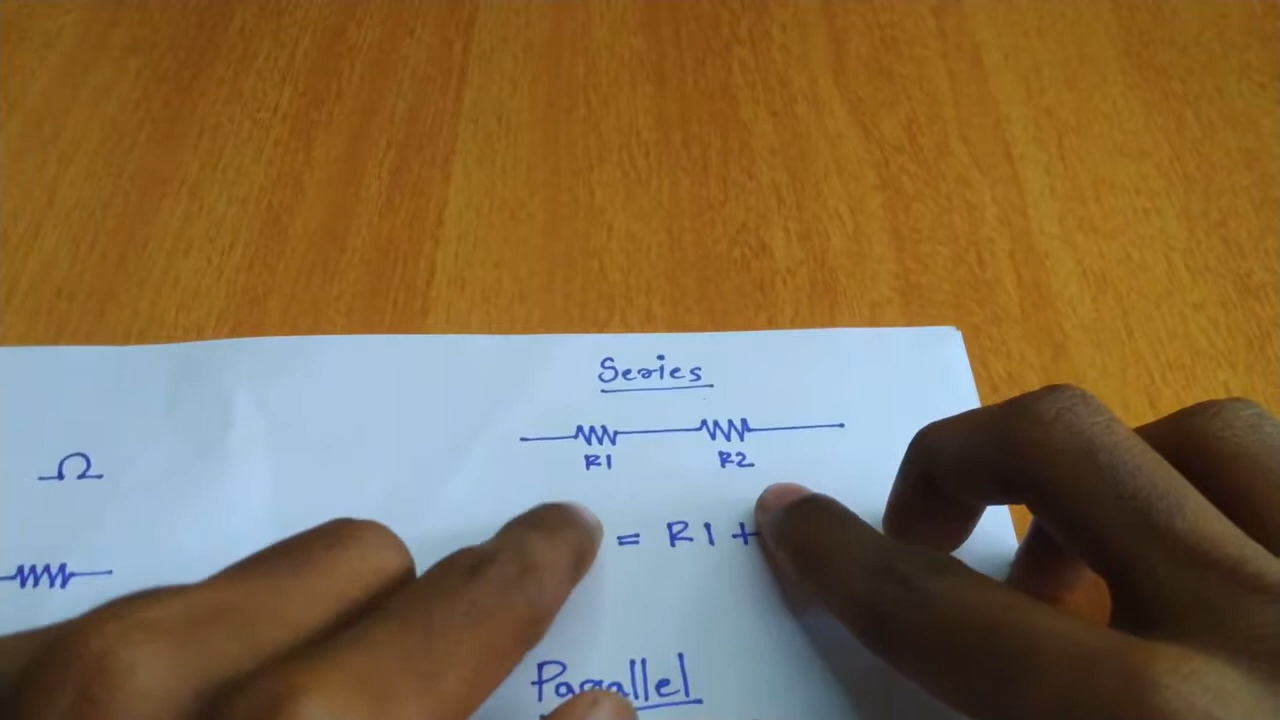 Series
R1 R2
Ω
= R1 +
Parallel